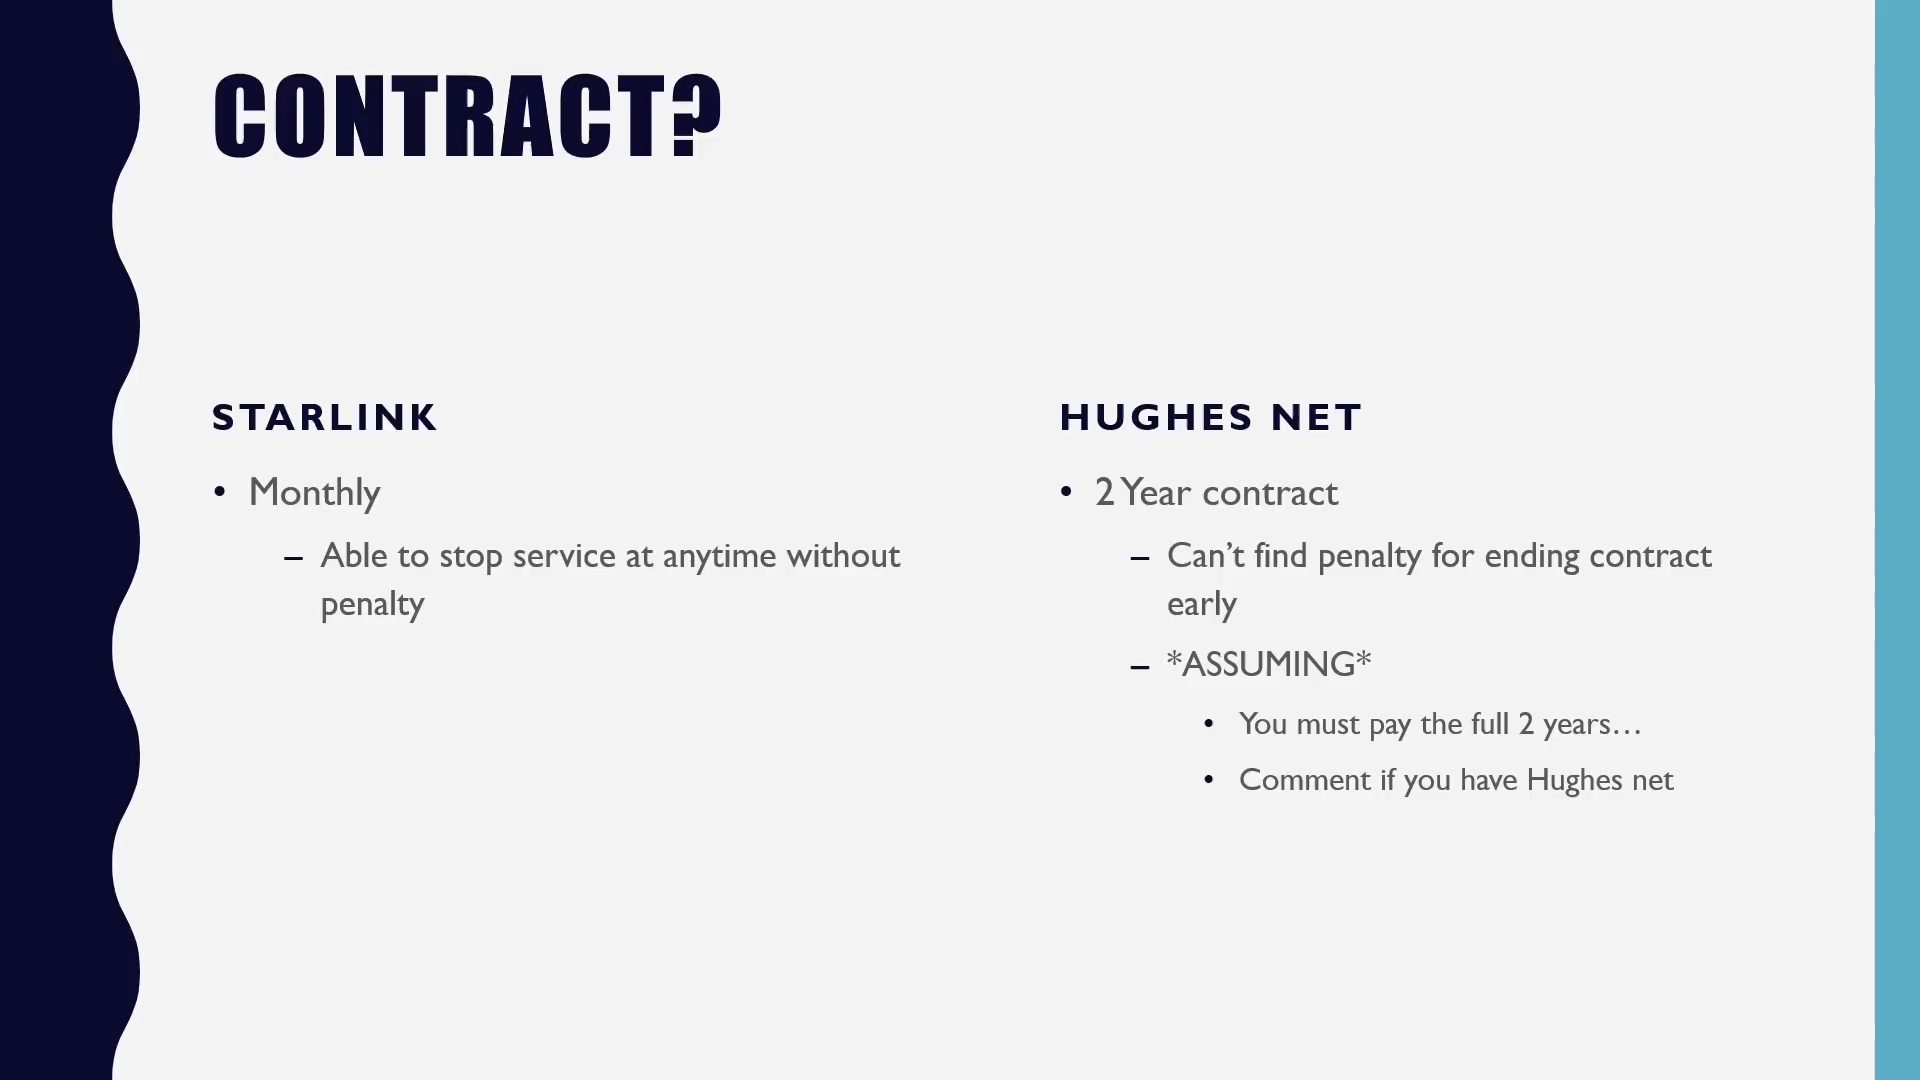 CONTRACT?
STARLINK
• Monthly
– Able to stop service at anytime without
penalty
HUGHES NET
• 2 Year contract
– Can’t find penalty for ending contract
early
– *ASSUMING*
• You must pay the full 2 years…
• Comment if you have Hughes net